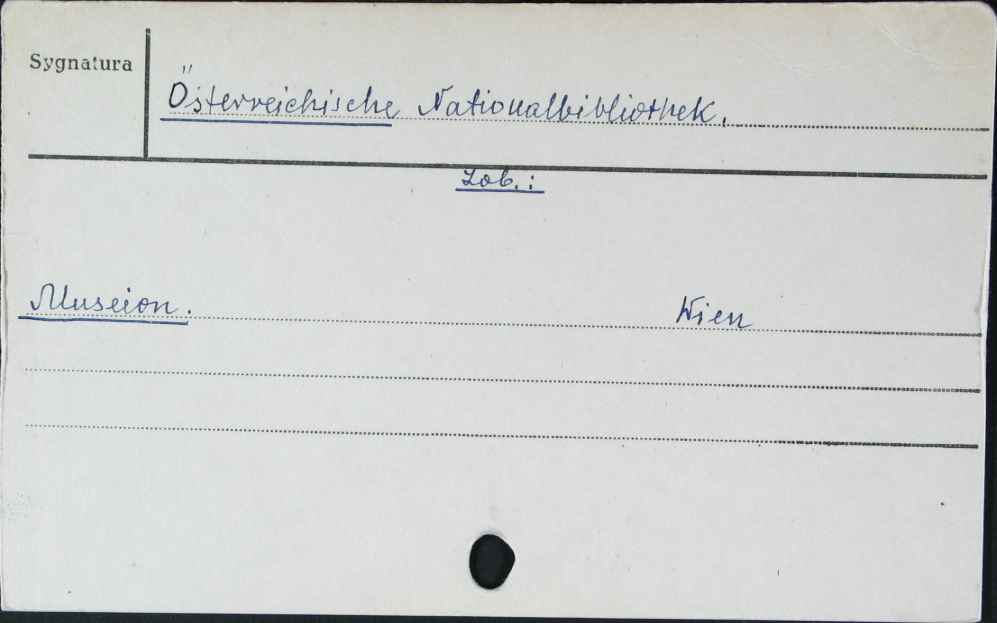 Sygnatura
Österreichische Nationalbibliothek.
Zob.:
Museion. Wien